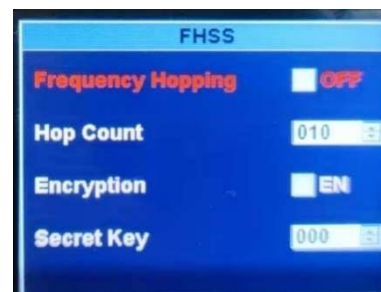 FHSS
Frequency Hopping OFF
Hop Count 010
Encryption EN
Secret Key 000